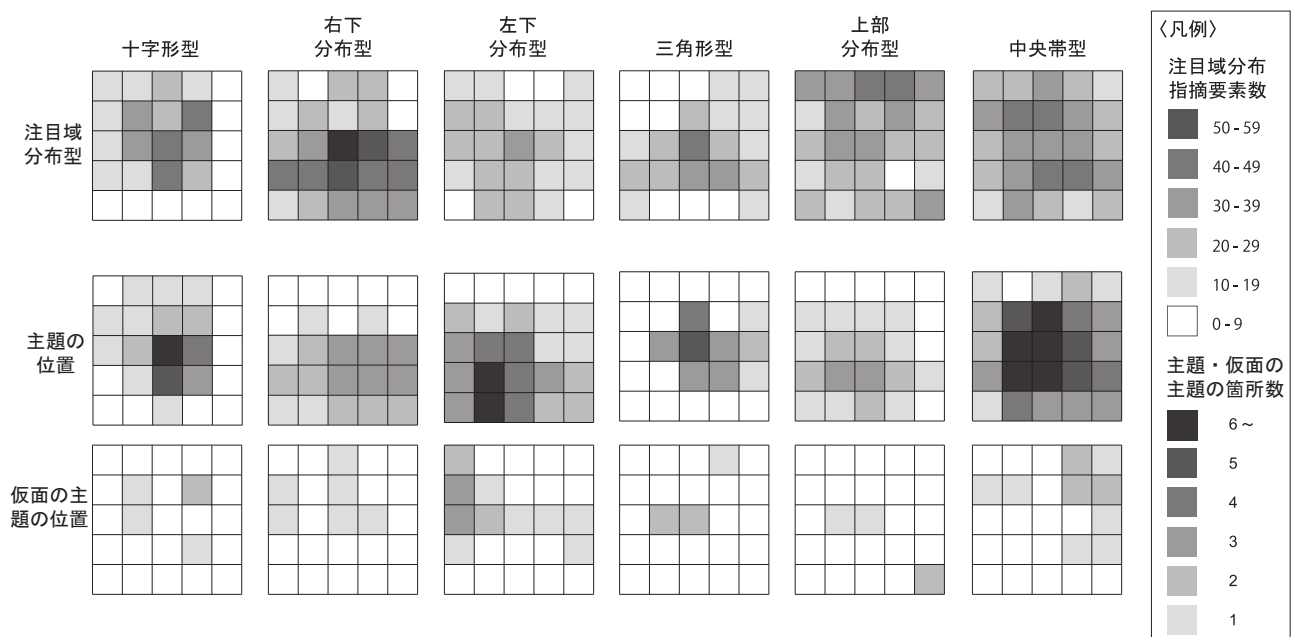 十字形型
右下
分布型
左下
分布型
三角形型
上部
分布型
中央帯型
注目域
分布型
主題の
位置
仮面の主
題の位置
〈凡例〉
注目域分布
指摘要素数
50-59
40-49
30-39
20-29
10-19
0-9
主題・仮面の
主題の箇所数
6～
5
4
3
2
1